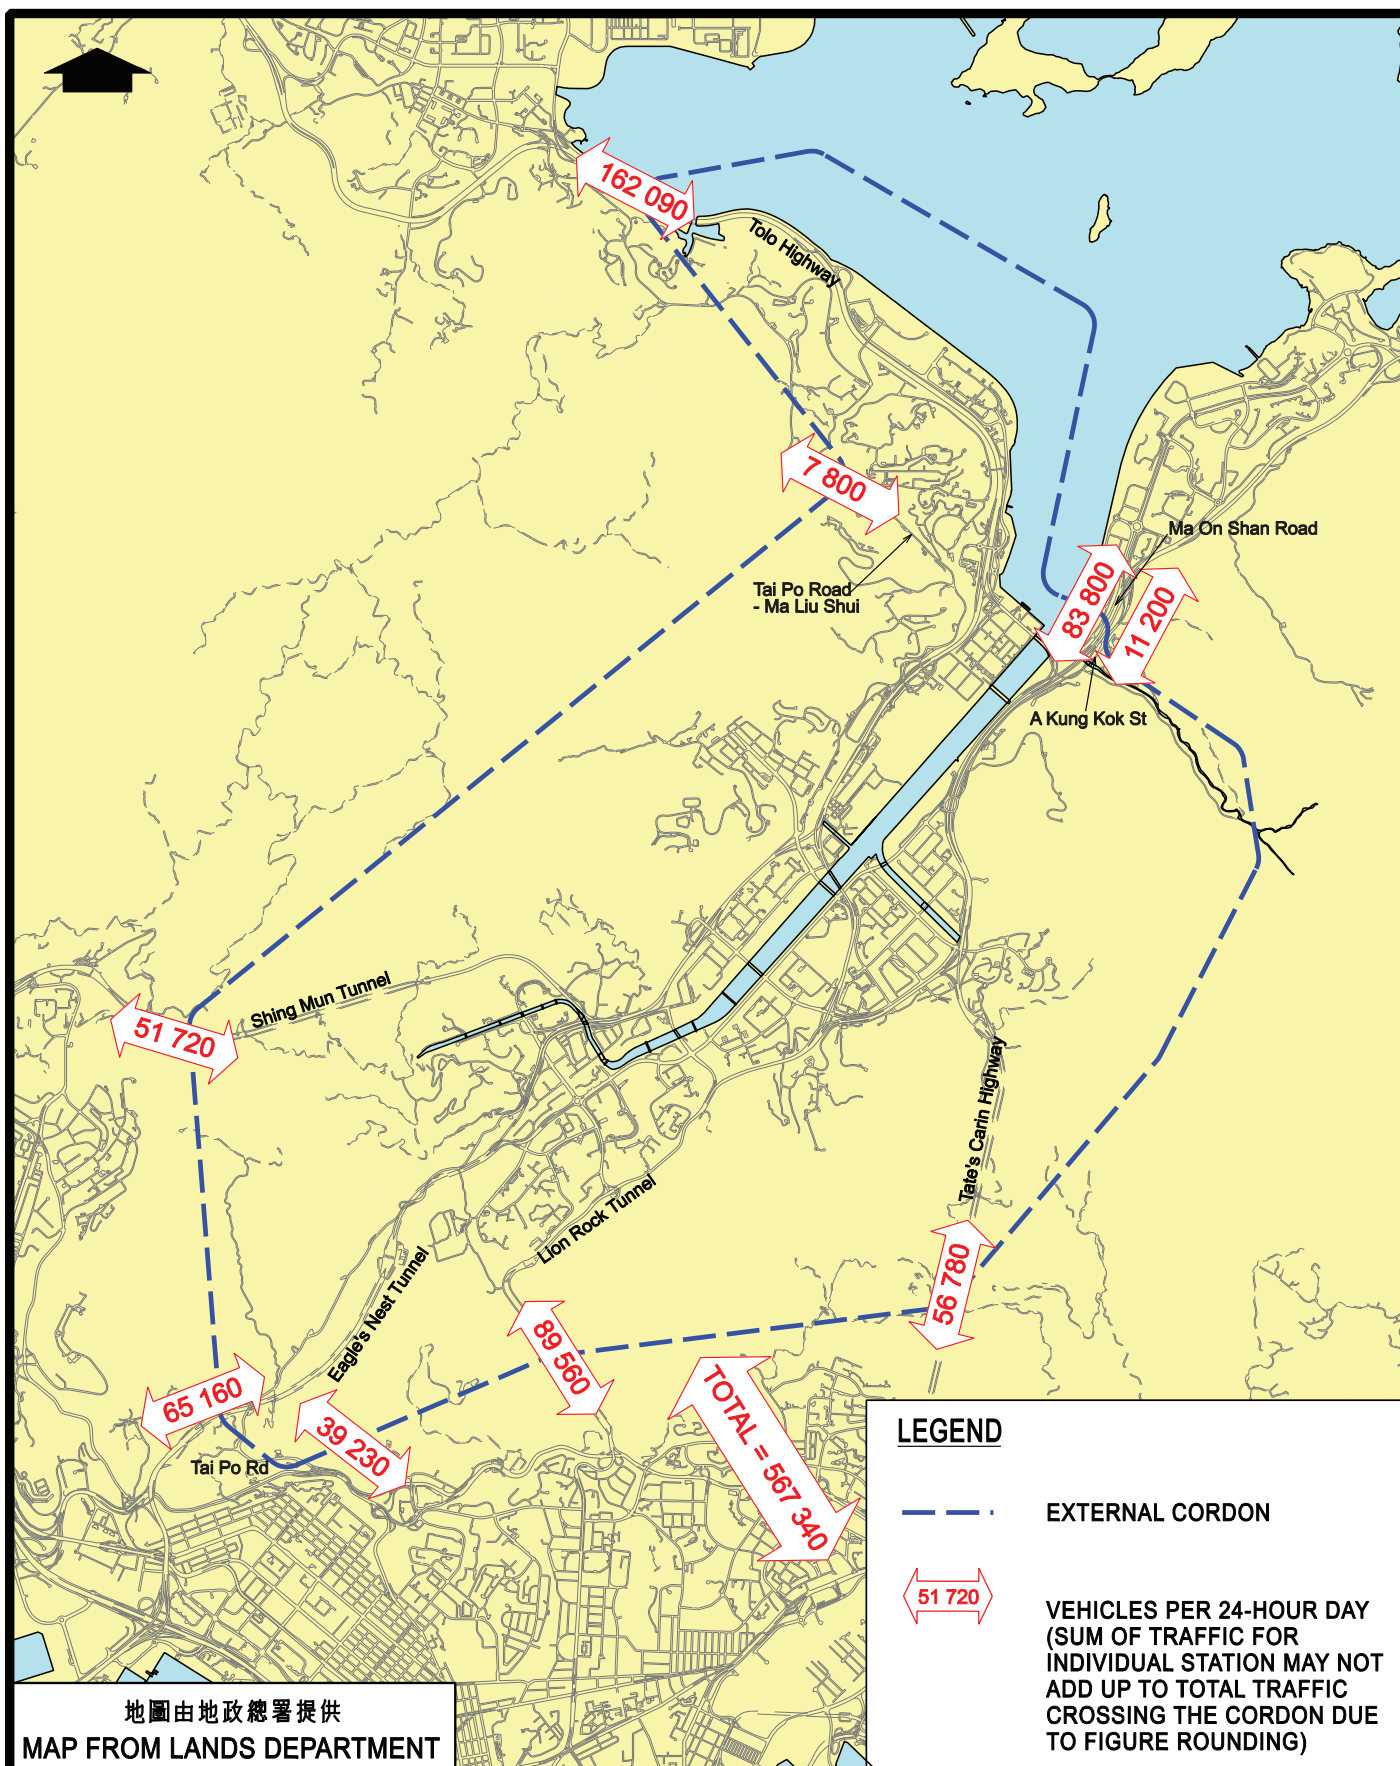 162 090
Tolo Highway
7 800
Ma On Shan Road
83 800
11 200
Tai Po Road
- Ma Liu Shui
A Kung Kok St
Shing Mun Tunnel
51 720
Tate's Carin Highway
Lion Rock Tunnel
Eagle's Nest Tunnel
56 780
89 560
65 160
39 230
Tai Po Rd
TOTAL = 567 340
LEGEND
EXTERNAL CORDON
51 720
VEHICLES PER 24-HOUR DAY
(SUM OF TRAFFIC FOR
INDIVIDUAL STATION MAY NOT
ADD UP TO TOTAL TRAFFIC
CROSSING THE CORDON DUE
TO FIGURE ROUNDING)
地圖由地政總署提供
MAP FROM LANDS DEPARTMENT